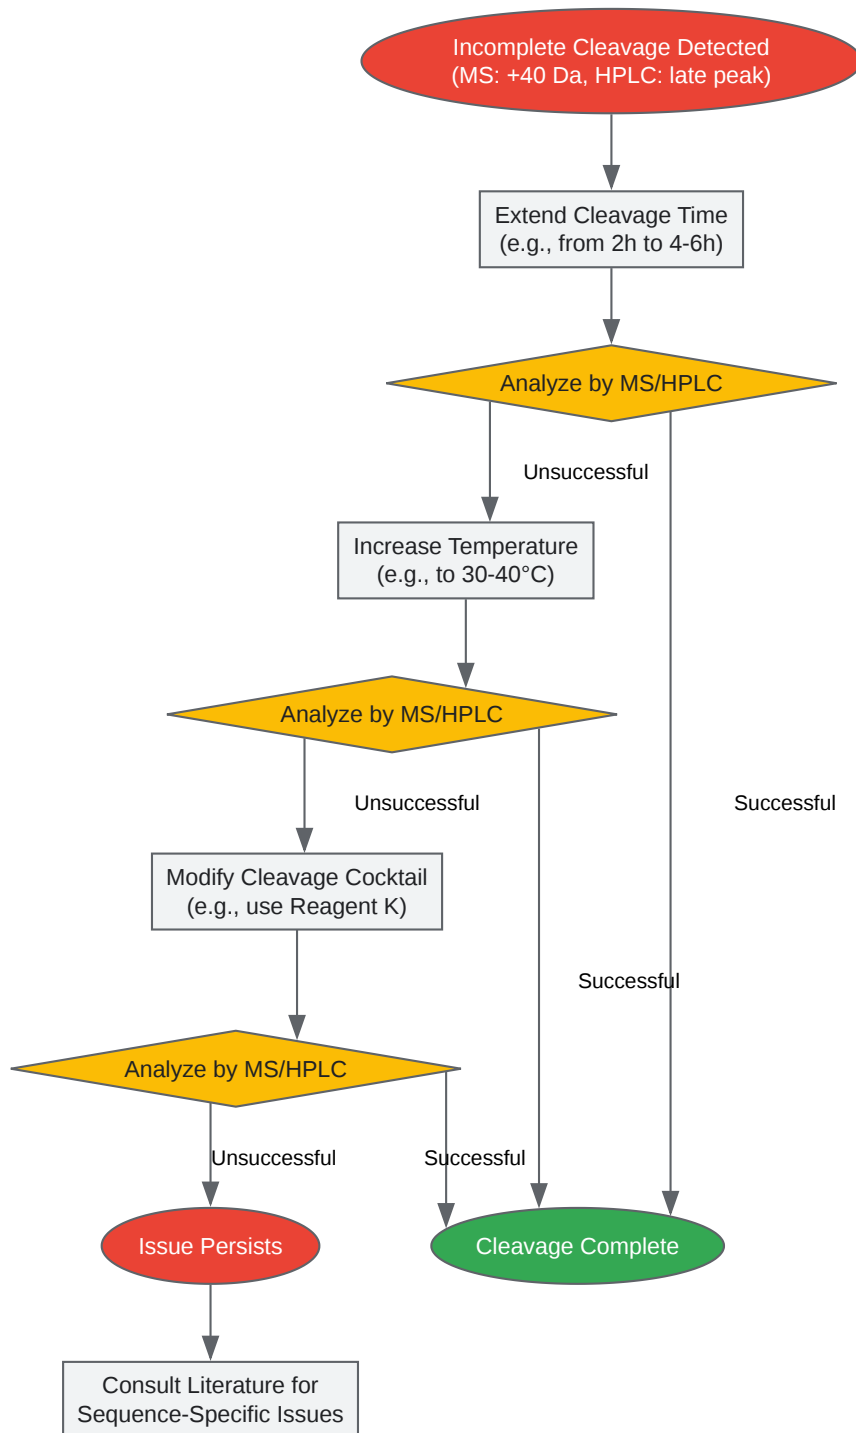 Incomplete Cleavage Detected
(MS: +40 Da, HPLC: late peak)
Extend Cleavage Time
(e.g., from 2h to 4-6h)
Analyze by MS/HPLC
Unsuccessful
Increase Temperature
(e.g., to 30-40°C)
Analyze by MS/HPLC
Unsuccessful
Successful
Modify Cleavage Cocktail
(e.g., use Reagent K)
Successful
Analyze by MS/HPLC
Unsuccessful
Successful
Issue Persists
Cleavage Complete
Consult Literature for
Sequence-Specific Issues